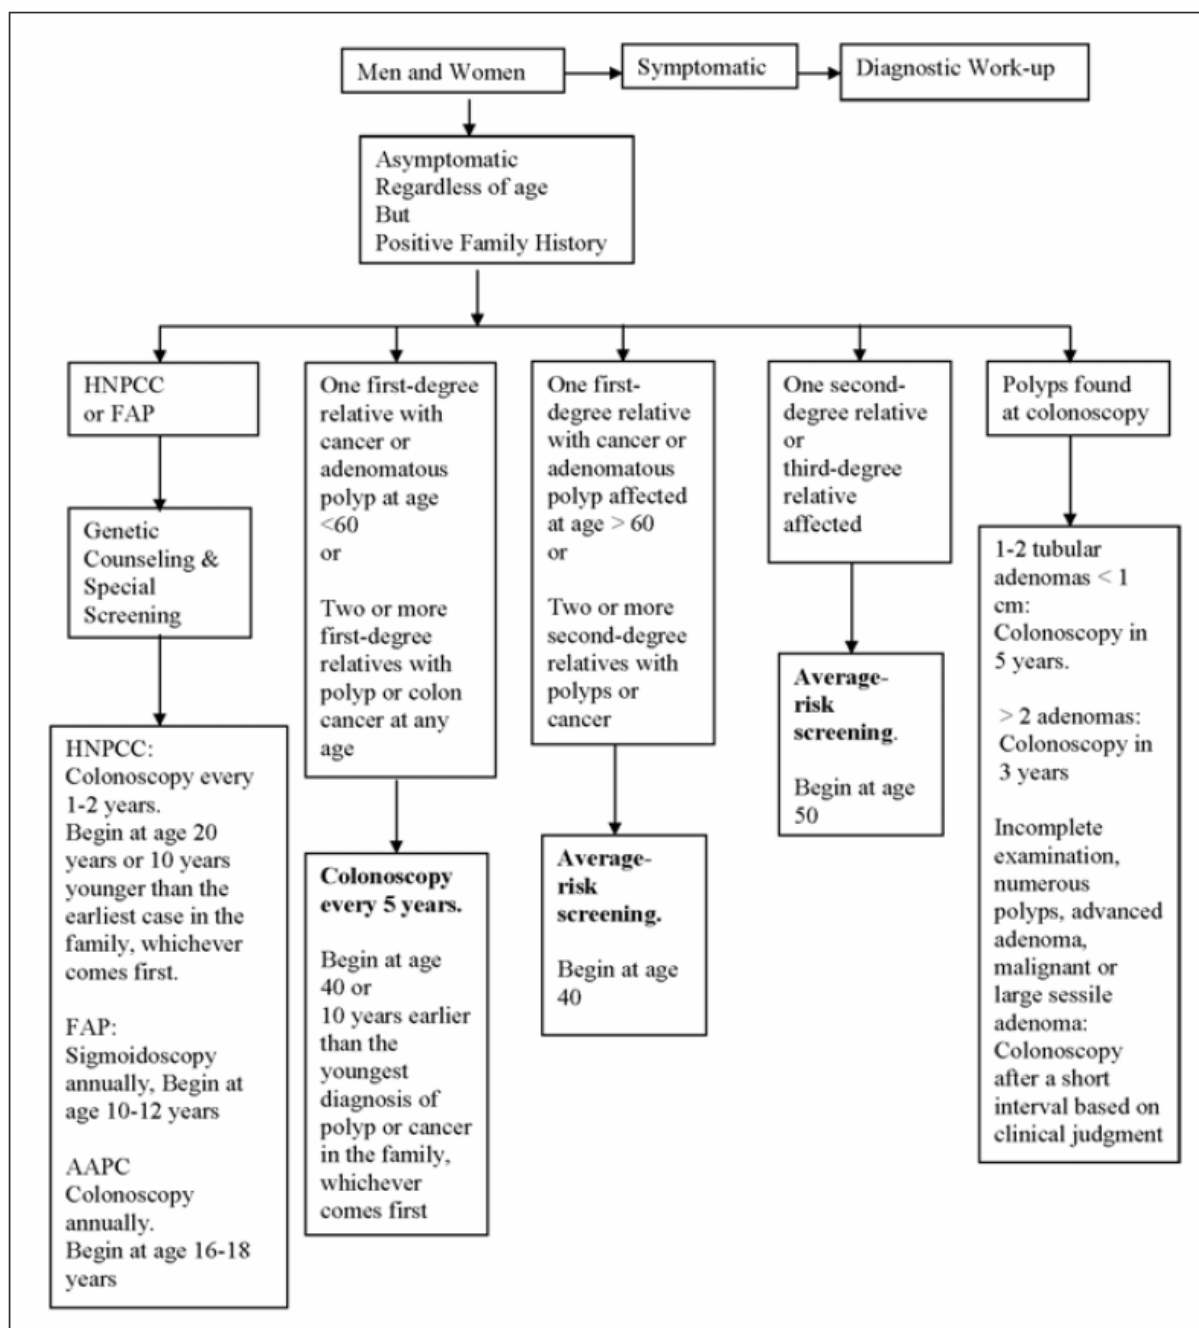 Men and Women
Symptomatic
Diagnostic Work-up
Asymptomatic
Regardless of age
But
Positive Family History
HNPCC
or FAP
Genetic
Counseling &
Special
Screening
HNPCC:
Colonoscopy every
1-2 years.
Begin at age 20
years or 10 years
younger than the
earliest case in the
family, whichever
comes first.
FAP:
Sigmoidoscopy
annually, Begin at
age 10-12 years
AAPC
Colonoscopy
annually.
Begin at age 16-18
years
One first-degree
relative with
cancer or
adenomatous
polyp at age
<60
or
Two or more
first-degree
relatives with
polyp or colon
cancer at any
age
Colonoscopy
every 5 years.
Begin at age
40 or
10 years earlier
than the
youngest
diagnosis of
polyp or cancer
in the family,
whichever
comes first
One first-
degree relative
with cancer or
adenomatous
polyp affected
at age > 60
or
Two or more
second-degree
relatives with
polyps or
cancer
Average-
risk
screening.
Begin at age
40
One second-
degree relative
or
third-degree
relative
affected
Average-
risk
screening.
Begin at age
50
Polyps found
at colonoscopy
1-2 tubular
adenomas < 1
cm:
Colonoscopy in
5 years.
> 2 adenomas:
Colonoscopy in
3 years
Incomplete
examination,
numerous
polyps, advanced
adenoma,
malignant or
large sessile
adenoma:
Colonoscopy
after a short
interval based on
clinical judgment